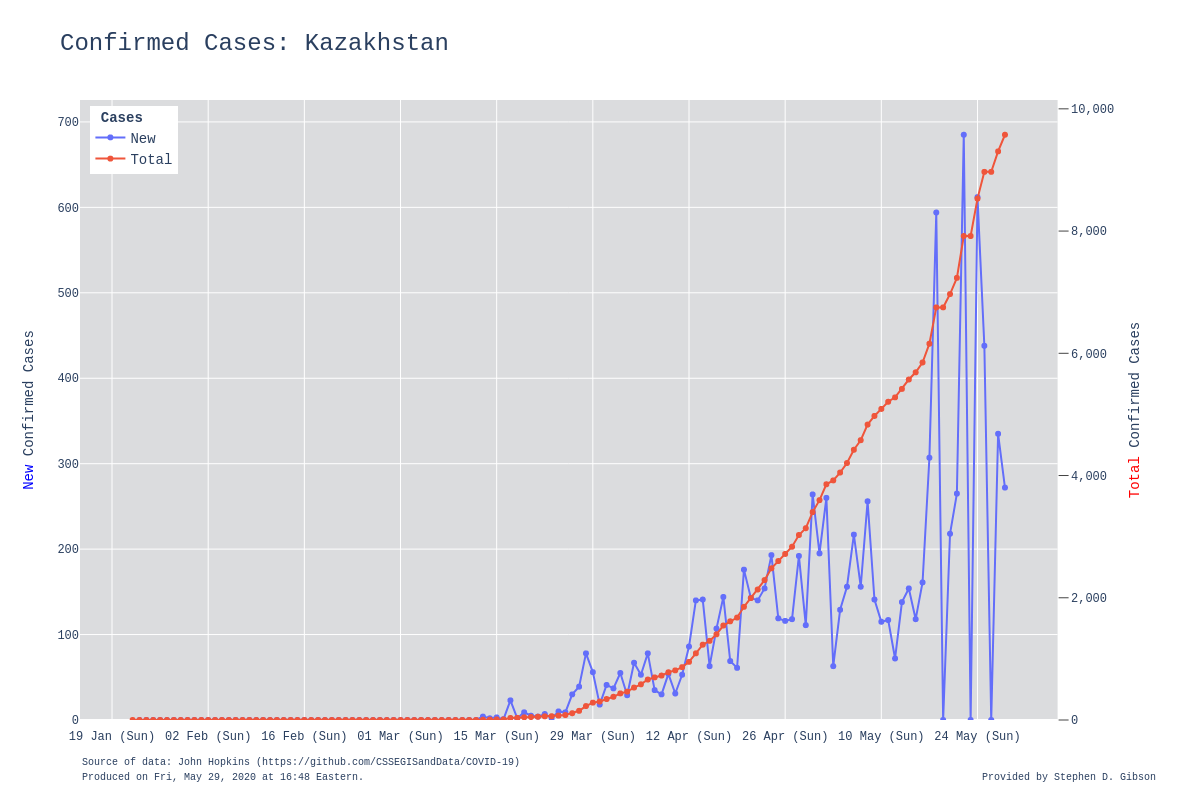 Confirmed Cases: Kazakhstan
Cases
New
Total
700
600
500
400
300
200
100
0
10,000
8,000
6,000
4,000
2,000
0
New Confirmed Cases
Total Confirmed Cases
19 Jan (Sun) 02 Feb (Sun) 16 Feb (Sun) 01 Mar (Sun) 15 Mar (Sun) 29 Mar (Sun) 12 Apr (Sun) 26 Apr (Sun) 10 May (Sun) 24 May (Sun)
Source of data: John Hopkins (https://github.com/CSSEGISandData/COVID-19)
Produced on Fri, May 29, 2020 at 16:48 Eastern.
Provided by Stephen D. Gibson